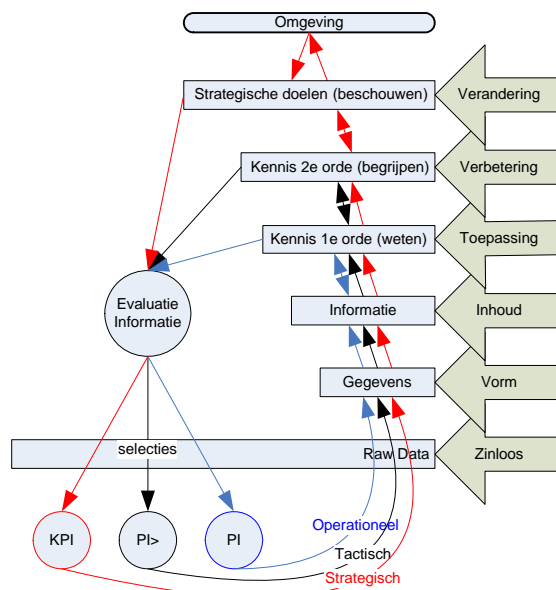 Omgeving
Strategische doelen (beschouwen)
Verandering
Kennis 2e orde (begrijpen)
Verbetering
Kennis 1e orde (weten)
Toepassing
Evaluatie
Informatie
Informatie
Inhoud
Gegevens
Vorm
selecties
Raw Data
Zinloos
KPI
PI>
PI
Operationeel
Tactisch
Strategisch